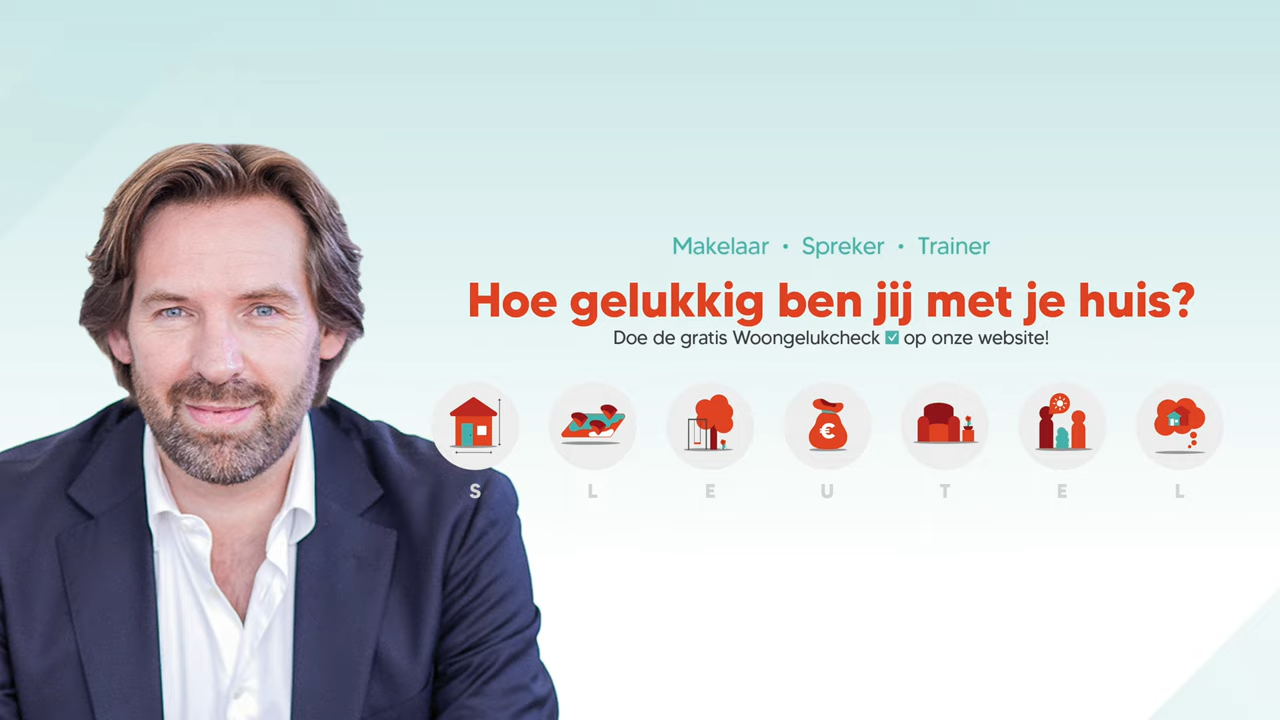 Makelaar • Spreker • Trainer
Hoe gelukkig ben jij met je huis?
Doe de gratis Woongelukcheck ☑ op onze website!
€
S L E U T E L